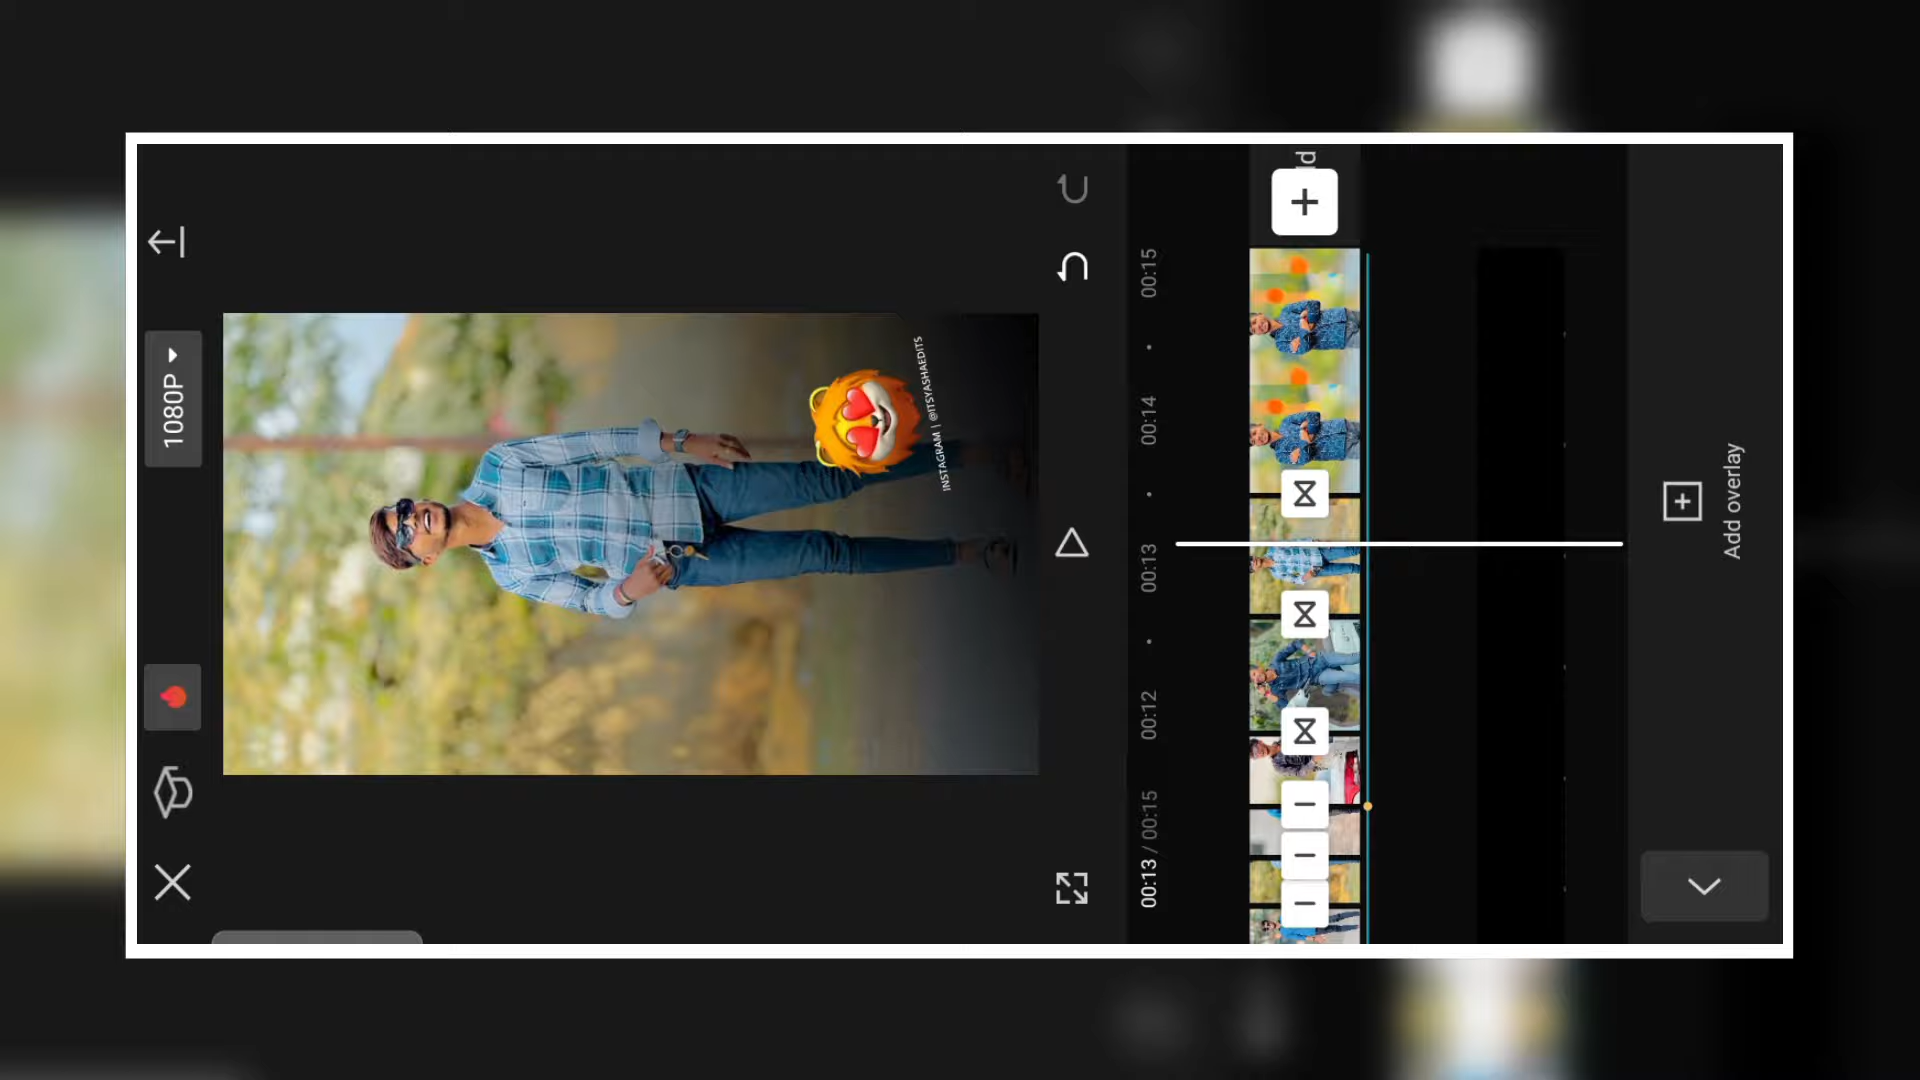 1080P
INSTAGRAM | @ITSYASHAEDITS
00:13 / 00:15
00:12
00:13
00:14
00:15
Add overlay